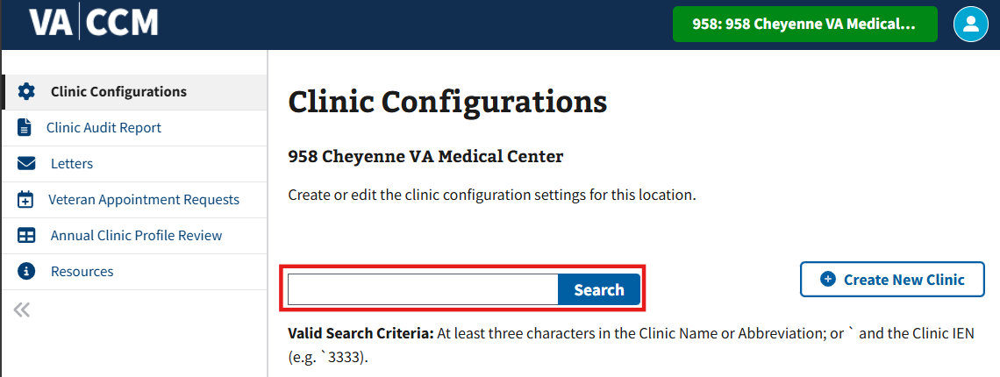 VA|CCM
958: 958 Cheyenne VA Medical...
Clinic Configurations
Clinic Audit Report
Letters
Veteran Appointment Requests
Annual Clinic Profile Review
Resources
Clinic Configurations
958 Cheyenne VA Medical Center
Create or edit the clinic configuration settings for this location.
Search
Create New Clinic
Valid Search Criteria: At least three characters in the Clinic Name or Abbreviation; or ` and the Clinic IEN
(e.g. `3333).